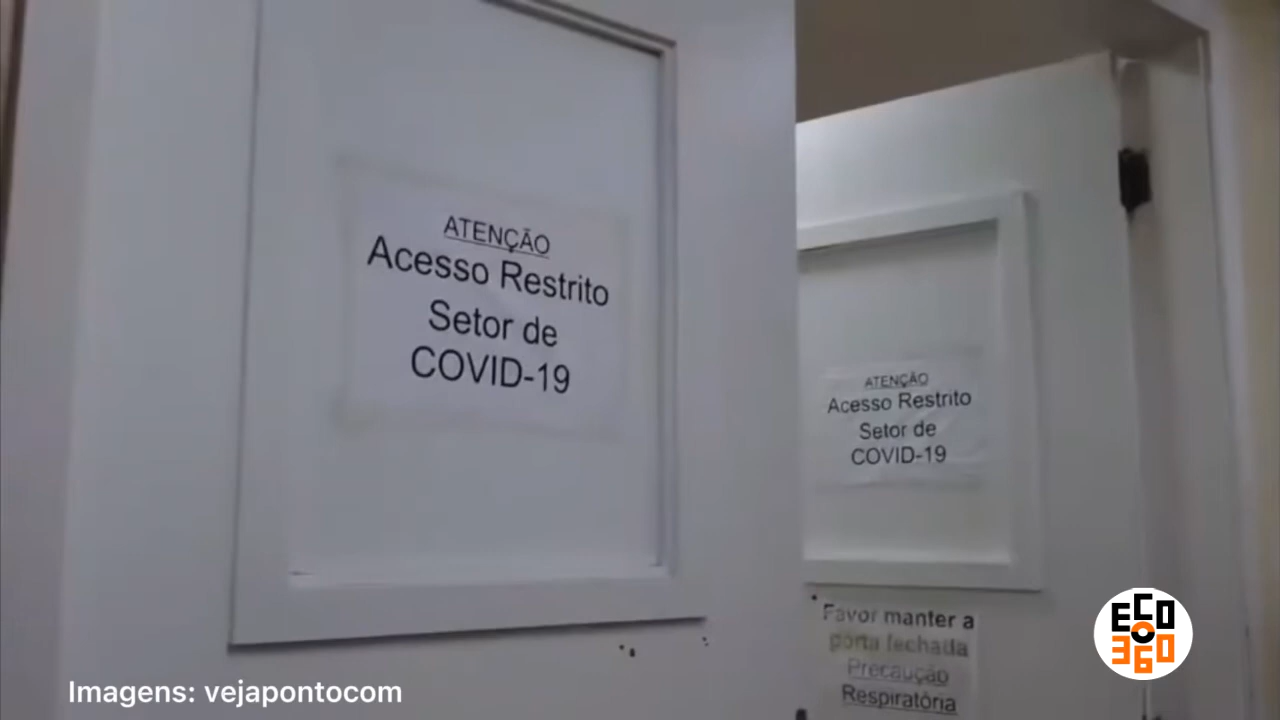 ATENÇÃO
Acesso Restrito
Setor de
COVID-19
ATENÇÃO
Acesso Restrito
Setor de
COVID-19
Favor manter a
porta fechada
Precaução
Respiratória
Imagens: vejapontocom
ECO
360